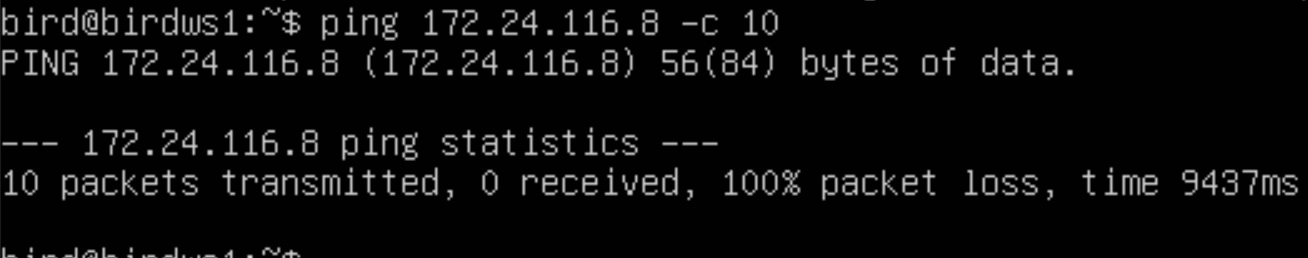 bird@birdws1:~$ ping 172.24.116.8 -c 10
PING 172.24.116.8 (172.24.116.8) 56(84) bytes of data.
--- 172.24.116.8 ping statistics ---
10 packets transmitted, 0 received, 100% packet loss, time 9437ms
bird@birdws1:~$